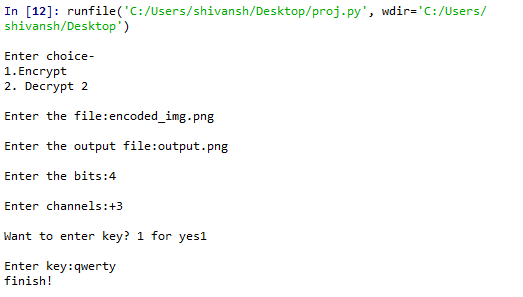 In [12]: runfile('C:/Users/shivansh/Desktop/proj.py', wdir='C:/Users/
shivansh/Desktop')
Enter choice-
1.Encrypt
2. Decrypt 2
Enter the file:encoded_img.png
Enter the output file:output.png
Enter the bits:4
Enter channels:+3
Want to enter key? 1 for yes1
Enter key:qwerty
finish!